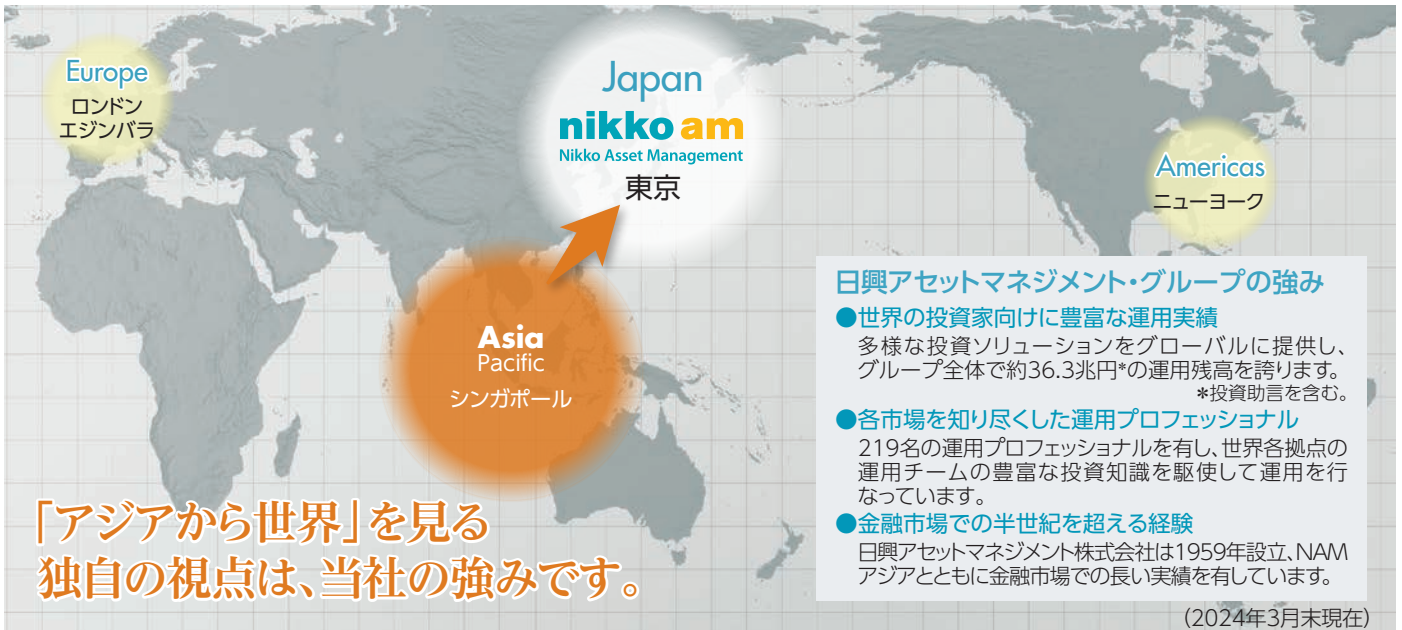 Europe
ロンドン
エジンバラ
Japan
nikko am
Nikko Asset Management
東京
Americas
ニューヨーク
Asia
Pacific
シンガポール
「アジアから世界」を見る
独自の視点は、当社の強みです。
日興アセットマネジメント・グループの強み
●世界の投資家向けに豊富な運用実績
多様な投資ソリューションをグローバルに提供し、
グループ全体で約36.3兆円*の運用残高を誇ります。
*投資助言を含む。
●各市場を知り尽くした運用プロフェッショナル
219名の運用プロフェッショナルを有し、世界各拠点の
運用チームの豊富な投資知識を駆使して運用を行
なっています。
●金融市場での半世紀を超える経験
日興アセットマネジメント株式会社は1959年設立、NAM
アジアとともに金融市場での長い実績を有しています。
(2024年3月末現在)